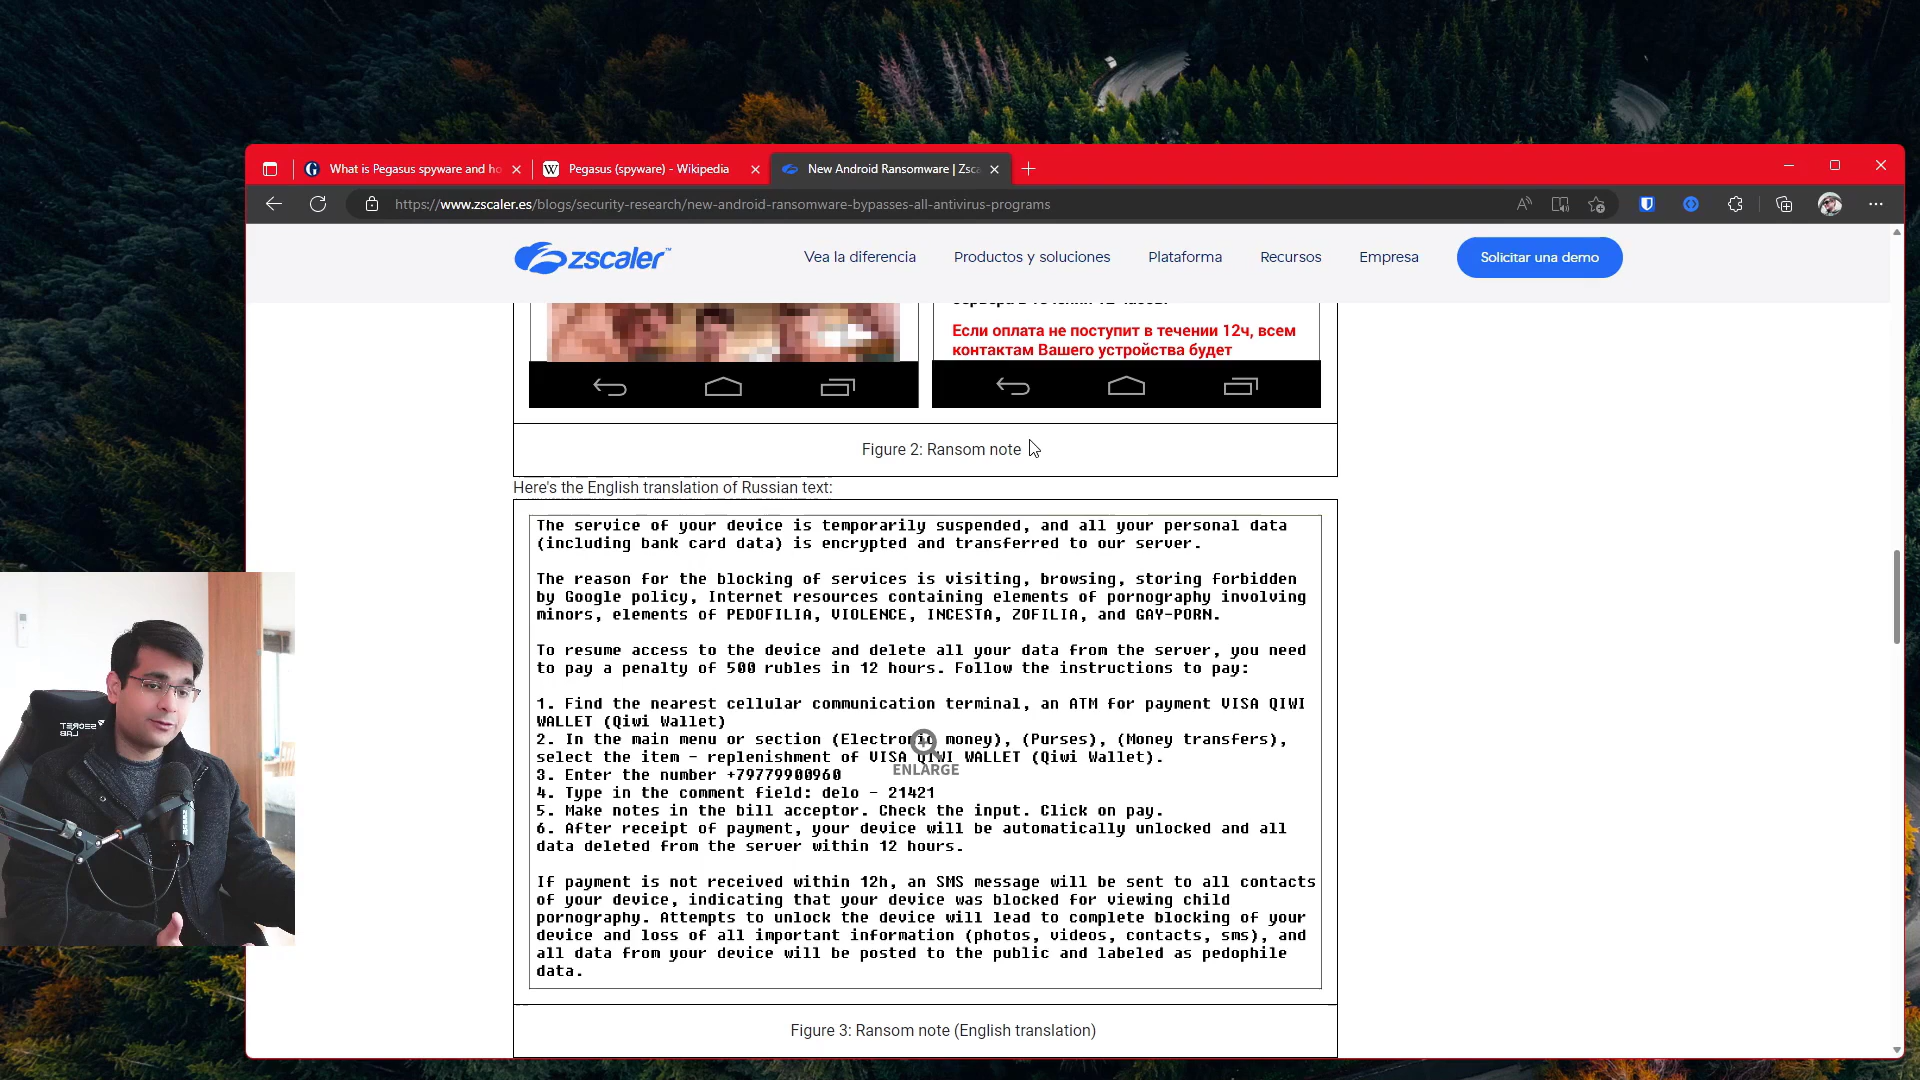 What is Pegasus spyware and ho
Pegasus (spyware) - Wikipedia
New Android Ransomware | Zsca
https://www.zscaler.es/blogs/security-research/new-android-ransomware-bypasses-all-antivirus-programs
zscaler™
Vea la diferencia
Productos y soluciones
Plataforma
Recursos
Empresa
Solicitar una demo
Если оплата не поступит в течении 12ч, всем
контактам Вашего устройства будет
Figure 2: Ransom note
Here's the English translation of Russian text:
The service of your device is temporarily suspended, and all your personal data
(including bank card data) is encrypted and transferred to our server.
The reason for the blocking of services is visiting, browsing, storing forbidden
by Google policy, Internet resources containing elements of pornography involving
minors, elements of PEDOFILIA, VIOLENCE, INCESTA, ZOFILIA, and GAY-PORN.
To resume access to the device and delete all your data from the server, you need
to pay a penalty of 500 rubles in 12 hours. Follow the instructions to pay:
1. Find the nearest cellular communication terminal, an ATM for payment VISA QIWI
WALLET (Qiwi Wallet)
2. In the main menu or section (Electronic money), (Purses), (Money transfers),
select the item - replenishment of VISA QIWI WALLET (Qiwi Wallet).
3. Enter the number +79779900960
4. Type in the comment field: delo - 21421
5. Make notes in the bill acceptor. Check the input. Click on pay.
6. After receipt of payment, your device will be automatically unlocked and all
data deleted from the server within 12 hours.
If payment is not received within 12h, an SMS message will be sent to all contacts
of your device, indicating that your device was blocked for viewing child
pornography. Attempts to unlock the device will lead to complete blocking of your
device and loss of all important information (photos, videos, contacts, sms), and
all data from your device will be posted to the public and labeled as pedophile
data.
ENLARGE
Figure 3: Ransom note (English translation)
SECRET
LAB